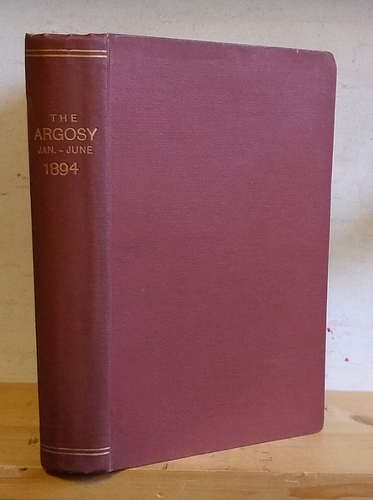 THE
ARGOSY
JAN. - JUNE
1894